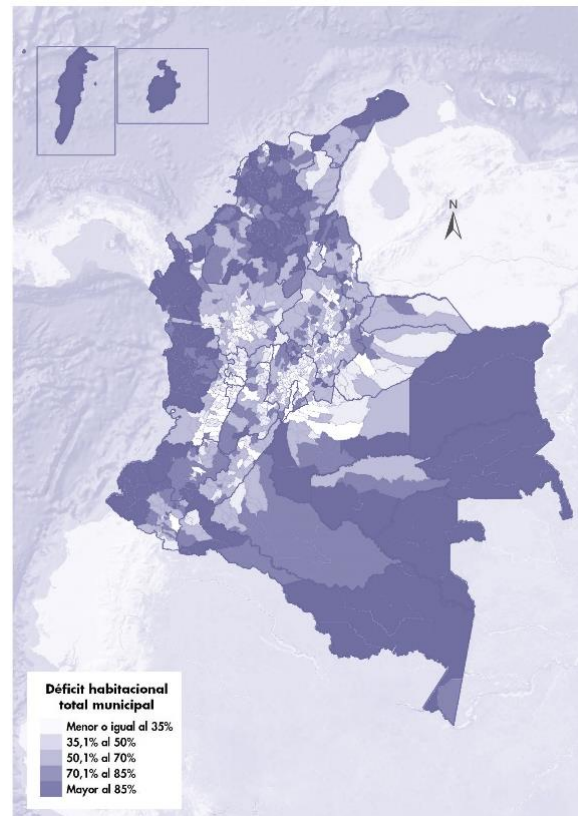 N
Déficit habitacional
total municipal
Menor o igual al 35%
35,1% al 50%
50,1% al 70%
70,1% al 85%
Mayor al 85%